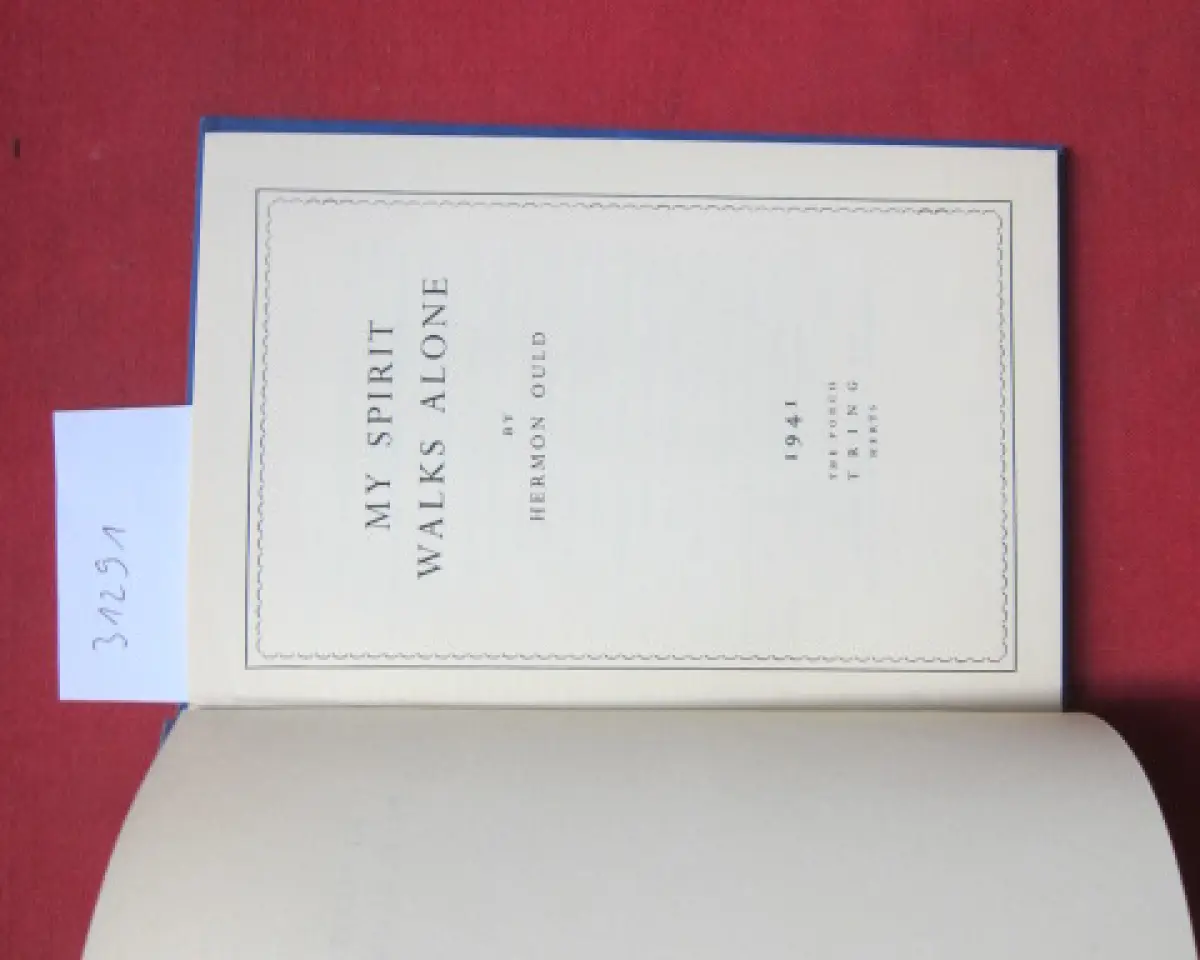 MY SPIRIT
WALKS ALONE
BY
HERMON OULD
1941
THE PORCH
TRING
HERTS
31291